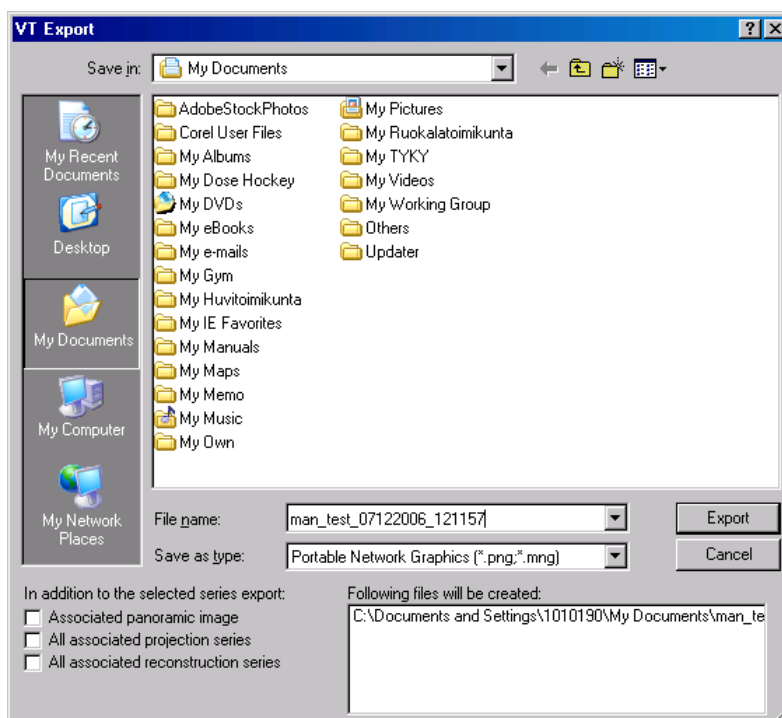 VT Export
Save in:
My Documents
My Recent
Documents
Desktop
My Documents
My Computer
My Network
Places
AdobeStockPhotos
Corel User Files
My Albums
My Dose Hockey
My DVDs
My eBooks
My e-mails
My Gym
My Huvitoimikunta
My IE Favorites
My Manuals
My Maps
My Memo
My Music
My Own
My Pictures
My Ruokalatoimikunta
My TYKY
My Videos
My Working Group
Others
Updater
File name:
man_test_07122006_121157
Export
Save as type:
Portable Network Graphics (*.png;*.mng)
Cancel
In addition to the selected series export:
Associated panoramic image
All associated projection series
All associated reconstruction series
Following files will be created:
C:\Documents and Settings\1010190\My Documents\man_te